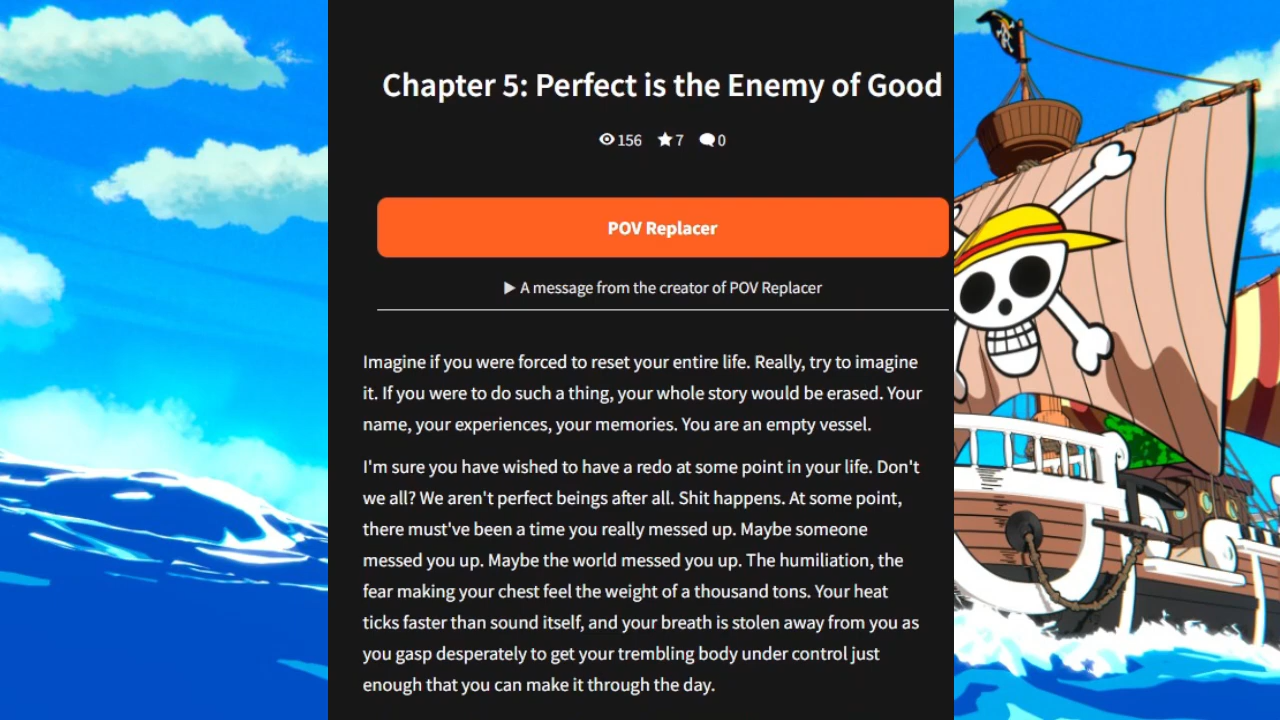 Chapter 5: Perfect is the Enemy of Good
156 7 0
POV Replacer
▶ A message from the creator of POV Replacer
Imagine if you were forced to reset your entire life. Really, try to imagine
it. If you were to do such a thing, your whole story would be erased. Your
name, your experiences, your memories. You are an empty vessel.
I'm sure you have wished to have a redo at some point in your life. Don't
we all? We aren't perfect beings after all. Shit happens. At some point,
there must've been a time you really messed up. Maybe someone
messed you up. Maybe the world messed you up. The humiliation, the
fear making your chest feel the weight of a thousand tons. Your heat
ticks faster than sound itself, and your breath is stolen away from you as
you gasp desperately to get your trembling body under control just
enough that you can make it through the day.